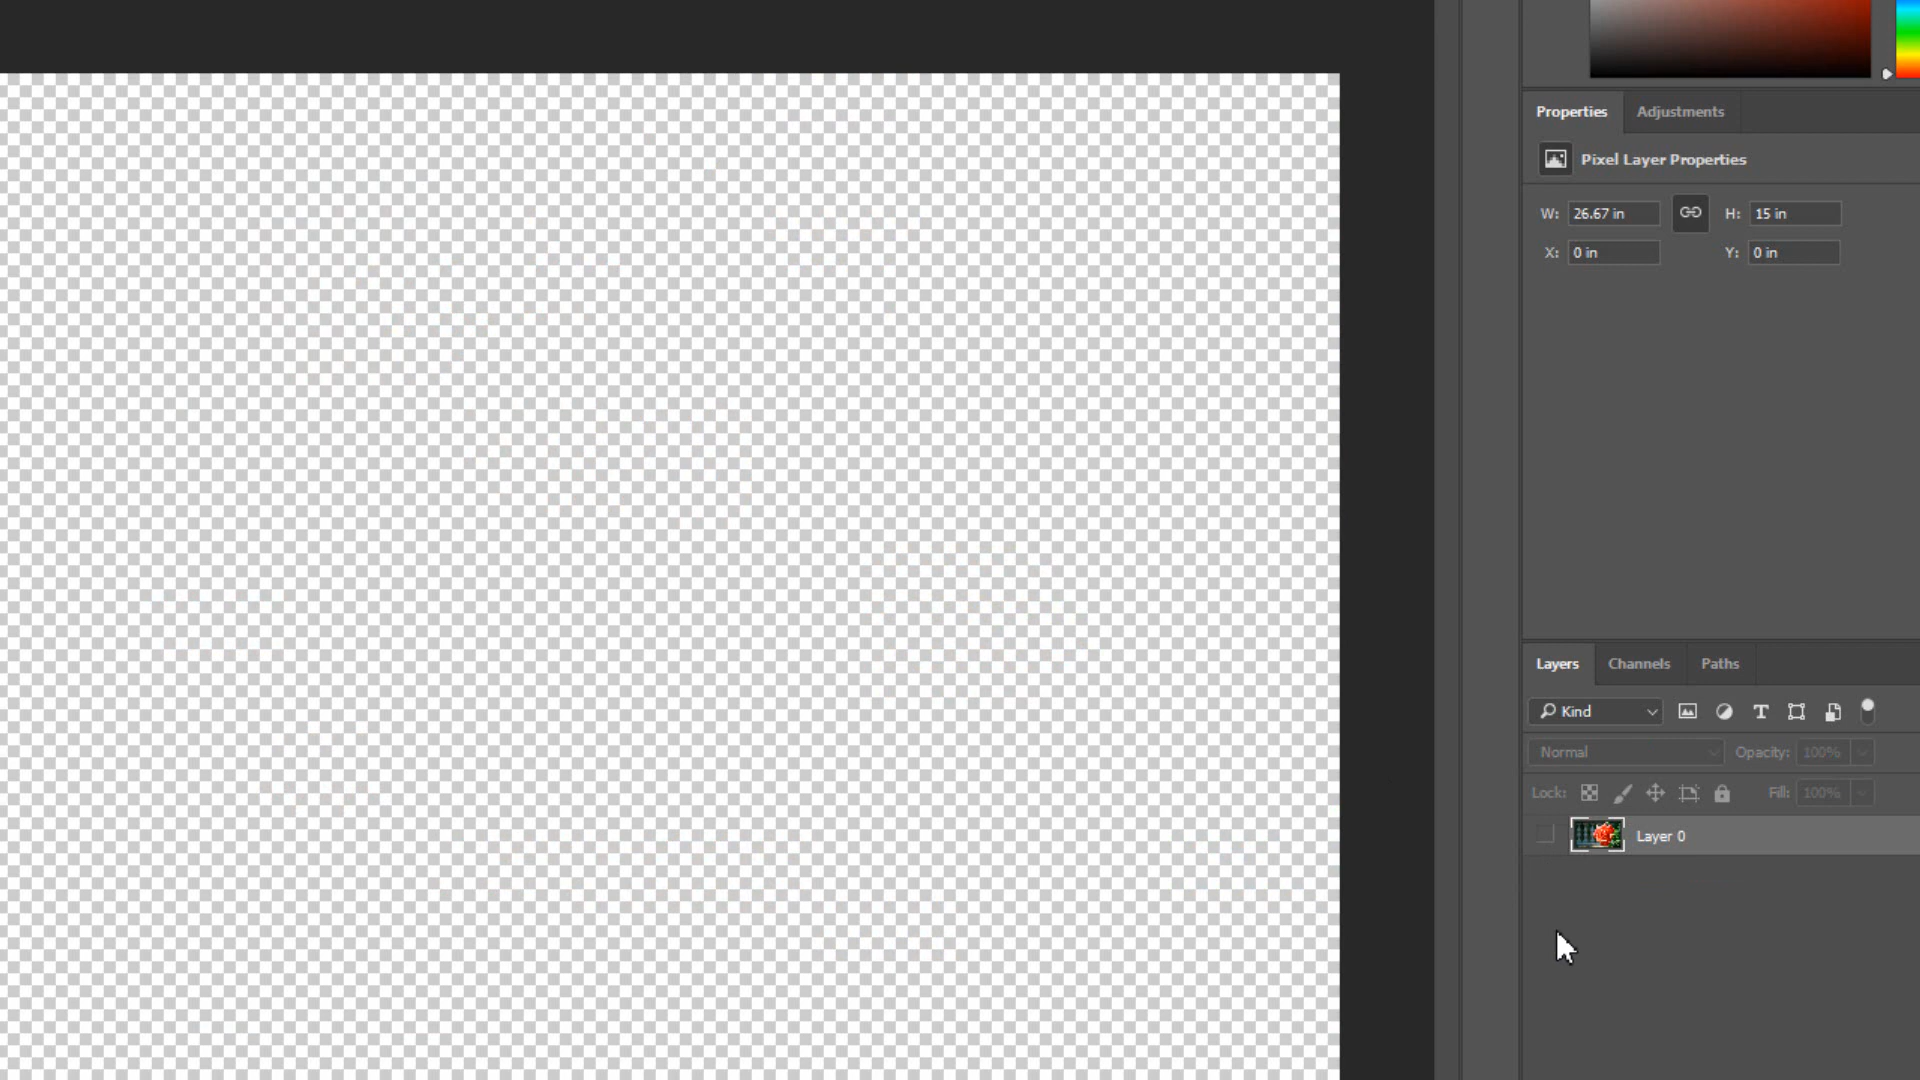 Properties Adjustments
Pixel Layer Properties
W: 26.67 in H: 15 in
X: 0 in Y: 0 in
Layers Channels Paths
Kind
Normal Opacity: 100%
Lock: Fill: 100%
Layer 0